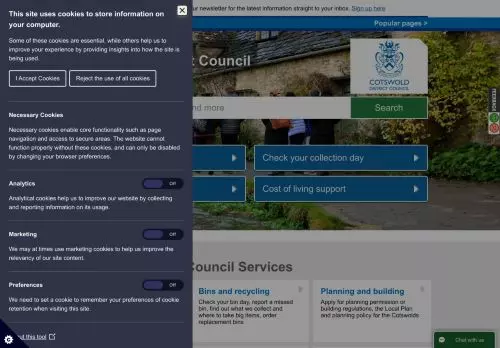 This site uses cookies to store information on
your computer.
Some of these cookies are essential, while others help us to
improve your experience by providing insights into how the site is
being used.
I Accept Cookies
Reject the use of all cookies
Necessary Cookies
Necessary cookies enable core functionality such as page
navigation and access to secure areas. The website cannot
function properly without these cookies, and can only be disabled
by changing your browser preferences.
Analytics
Off
Analytical cookies help us to improve our website by collecting
and reporting information on its usage.
Marketing
Off
We may at times use marketing cookies to help us improve the
relevancy of our site content.
Preferences
Off
We need to set a cookie to remember your preferences of cookie
retention when visiting this site.
this tool
newsletter for the latest information straight to your inbox. Sign up here
Popular pages >
Council
COTSWOLD
DISTRICT COUNCIL
nd more
Search
Check your collection day
Cost of living support
Council Services
Bins and recycling
Check your bin day, report a missed
bin, find out what we collect and
where to take big items, order
replacement bins
Planning and building
Apply for planning permission or
building regulations, the Local Plan
and planning policy for the Cotswolds
Chat with us